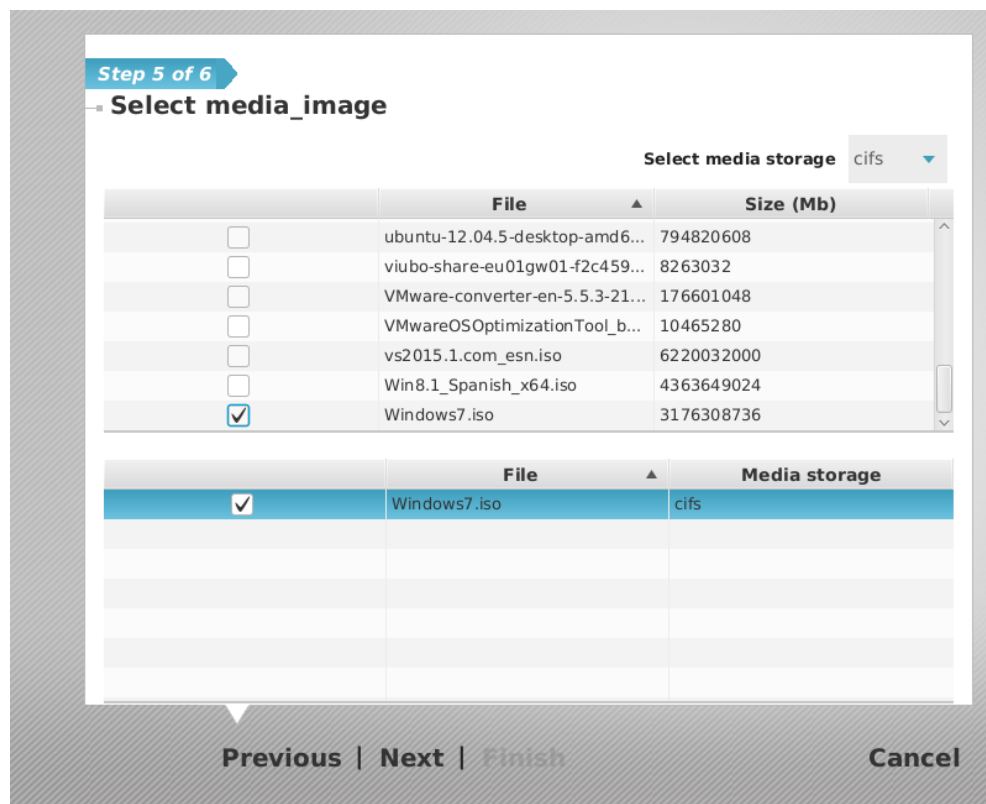 Step 5 of 6
Select media_image
Select media storage cifs
File Size (Mb)
ubuntu-12.04.5-desktop-amd6... 794820608
viubo-share-eu01gw01-f2c459... 8263032
VMware-converter-en-5.5.3-21... 176601048
VMwareOSOptimizationTool_b... 10465280
vs2015.1.com_esn.iso 6220032000
Win8.1_Spanish_x64.iso 4363649024
Windows7.iso 3176308736
File Media storage
Windows7.iso cifs
Previous | Next | Finish Cancel